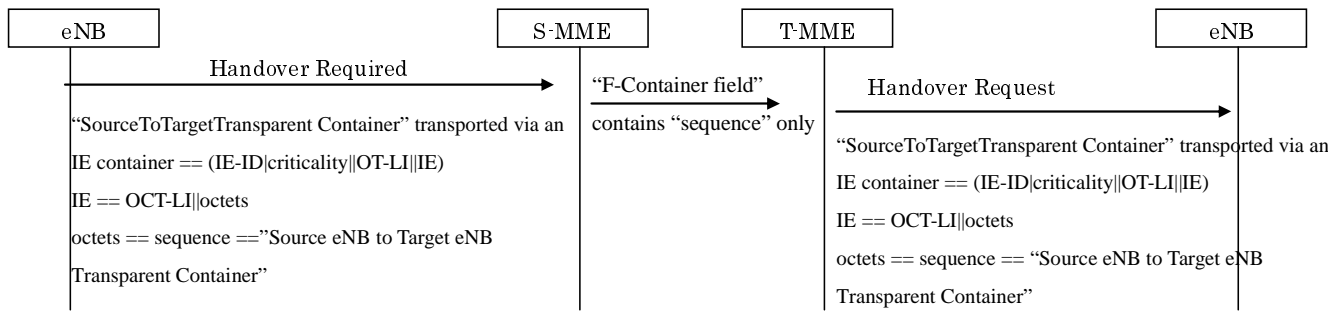 eNB
S-MME
T-MME
eNB
Handover Required
“SourceToTargetTransparent Container” transported via an
IE container == (IE-ID|criticality||OT-LI||IE)
IE == OCT-LI||octets
octets == sequence ==”Source eNB to Target eNB
Transparent Container”
“F-Container field”
contains “sequence” only
Handover Request
“SourceToTargetTransparent Container” transported via an
IE container == (IE-ID|criticality||OT-LI||IE)
IE == OCT-LI||octets
octets == sequence == “Source eNB to Target eNB
Transparent Container”